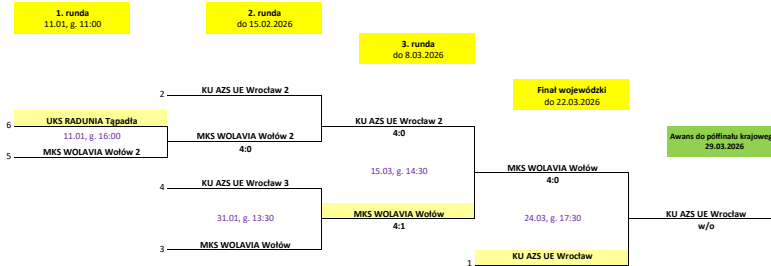 1. runda
11.01, g. 11:00
2. runda
do 15.02.2026
3. runda
do 8.03.2026
Finał wojewódzki
do 22.03.2026
Awans do półfinału krajoweg
29.03.2026
2
KU AZS UE Wrocław 2
6
UKS RADUNIA Tąpadła
11.01, g. 16:00
5
MKS WOLAVIA Wołów 2
MKS WOLAVIA Wołów 2
4:0
KU AZS UE Wrocław 2
4:0
15.03, g. 14:30
4
KU AZS UE Wrocław 3
31.01, g. 13:30
3
MKS WOLAVIA Wołów
MKS WOLAVIA Wołów
4:1
MKS WOLAVIA Wołów
4:0
24.03, g. 17:30
1
KU AZS UE Wrocław
KU AZS UE Wrocław
w/o